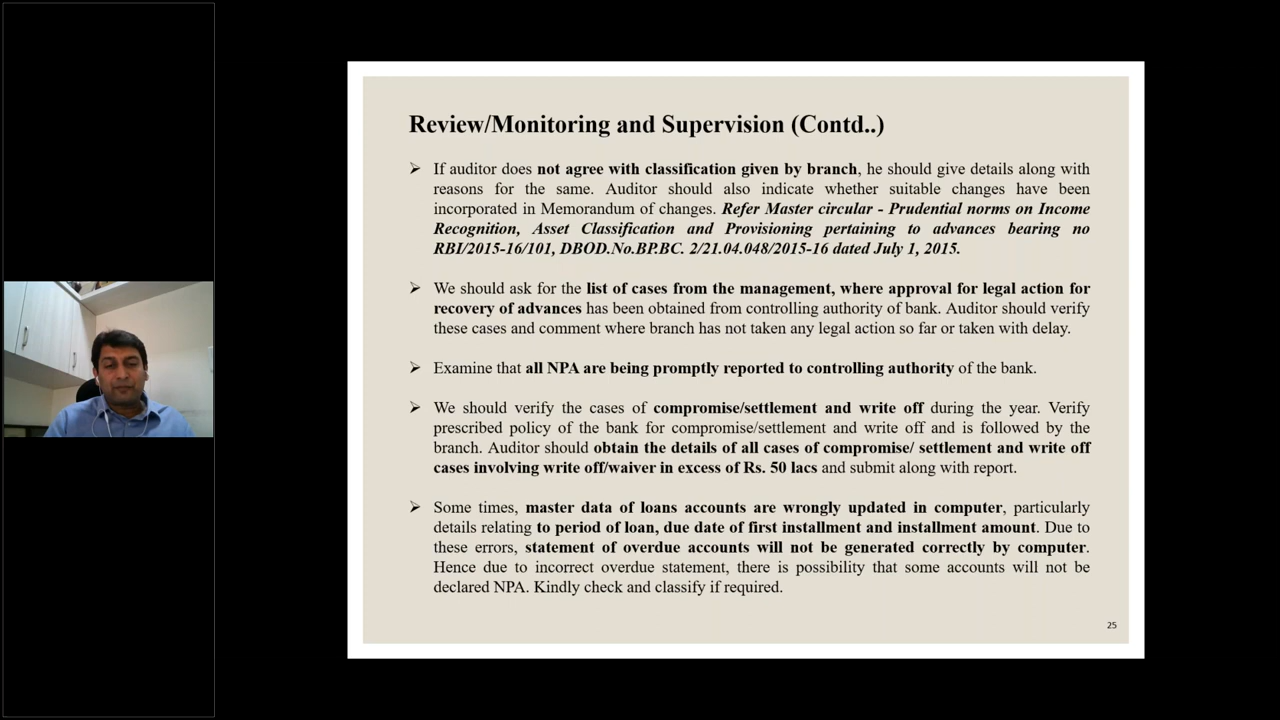 Review/Monitoring and Supervision (Contd..)
➢ If auditor does not agree with classification given by branch, he should give details along with
reasons for the same. Auditor should also indicate whether suitable changes have been
incorporated in Memorandum of changes. Refer Master circular - Prudential norms on Income
Recognition, Asset Classification and Provisioning pertaining to advances bearing no
RBI/2015-16/101, DBOD.No.BP.BC. 2/21.04.048/2015-16 dated July 1, 2015.
➢ We should ask for the list of cases from the management, where approval for legal action for
recovery of advances has been obtained from controlling authority of bank. Auditor should verify
these cases and comment where branch has not taken any legal action so far or taken with delay.
➢ Examine that all NPA are being promptly reported to controlling authority of the bank.
➢ We should verify the cases of compromise/settlement and write off during the year. Verify
prescribed policy of the bank for compromise/settlement and write off and is followed by the
branch. Auditor should obtain the details of all cases of compromise/ settlement and write off
cases involving write off/waiver in excess of Rs. 50 lacs and submit along with report.
➢ Some times, master data of loans accounts are wrongly updated in computer, particularly
details relating to period of loan, due date of first installment and installment amount. Due to
these errors, statement of overdue accounts will not be generated correctly by computer.
Hence due to incorrect overdue statement, there is possibility that some accounts will not be
declared NPA. Kindly check and classify if required.
25